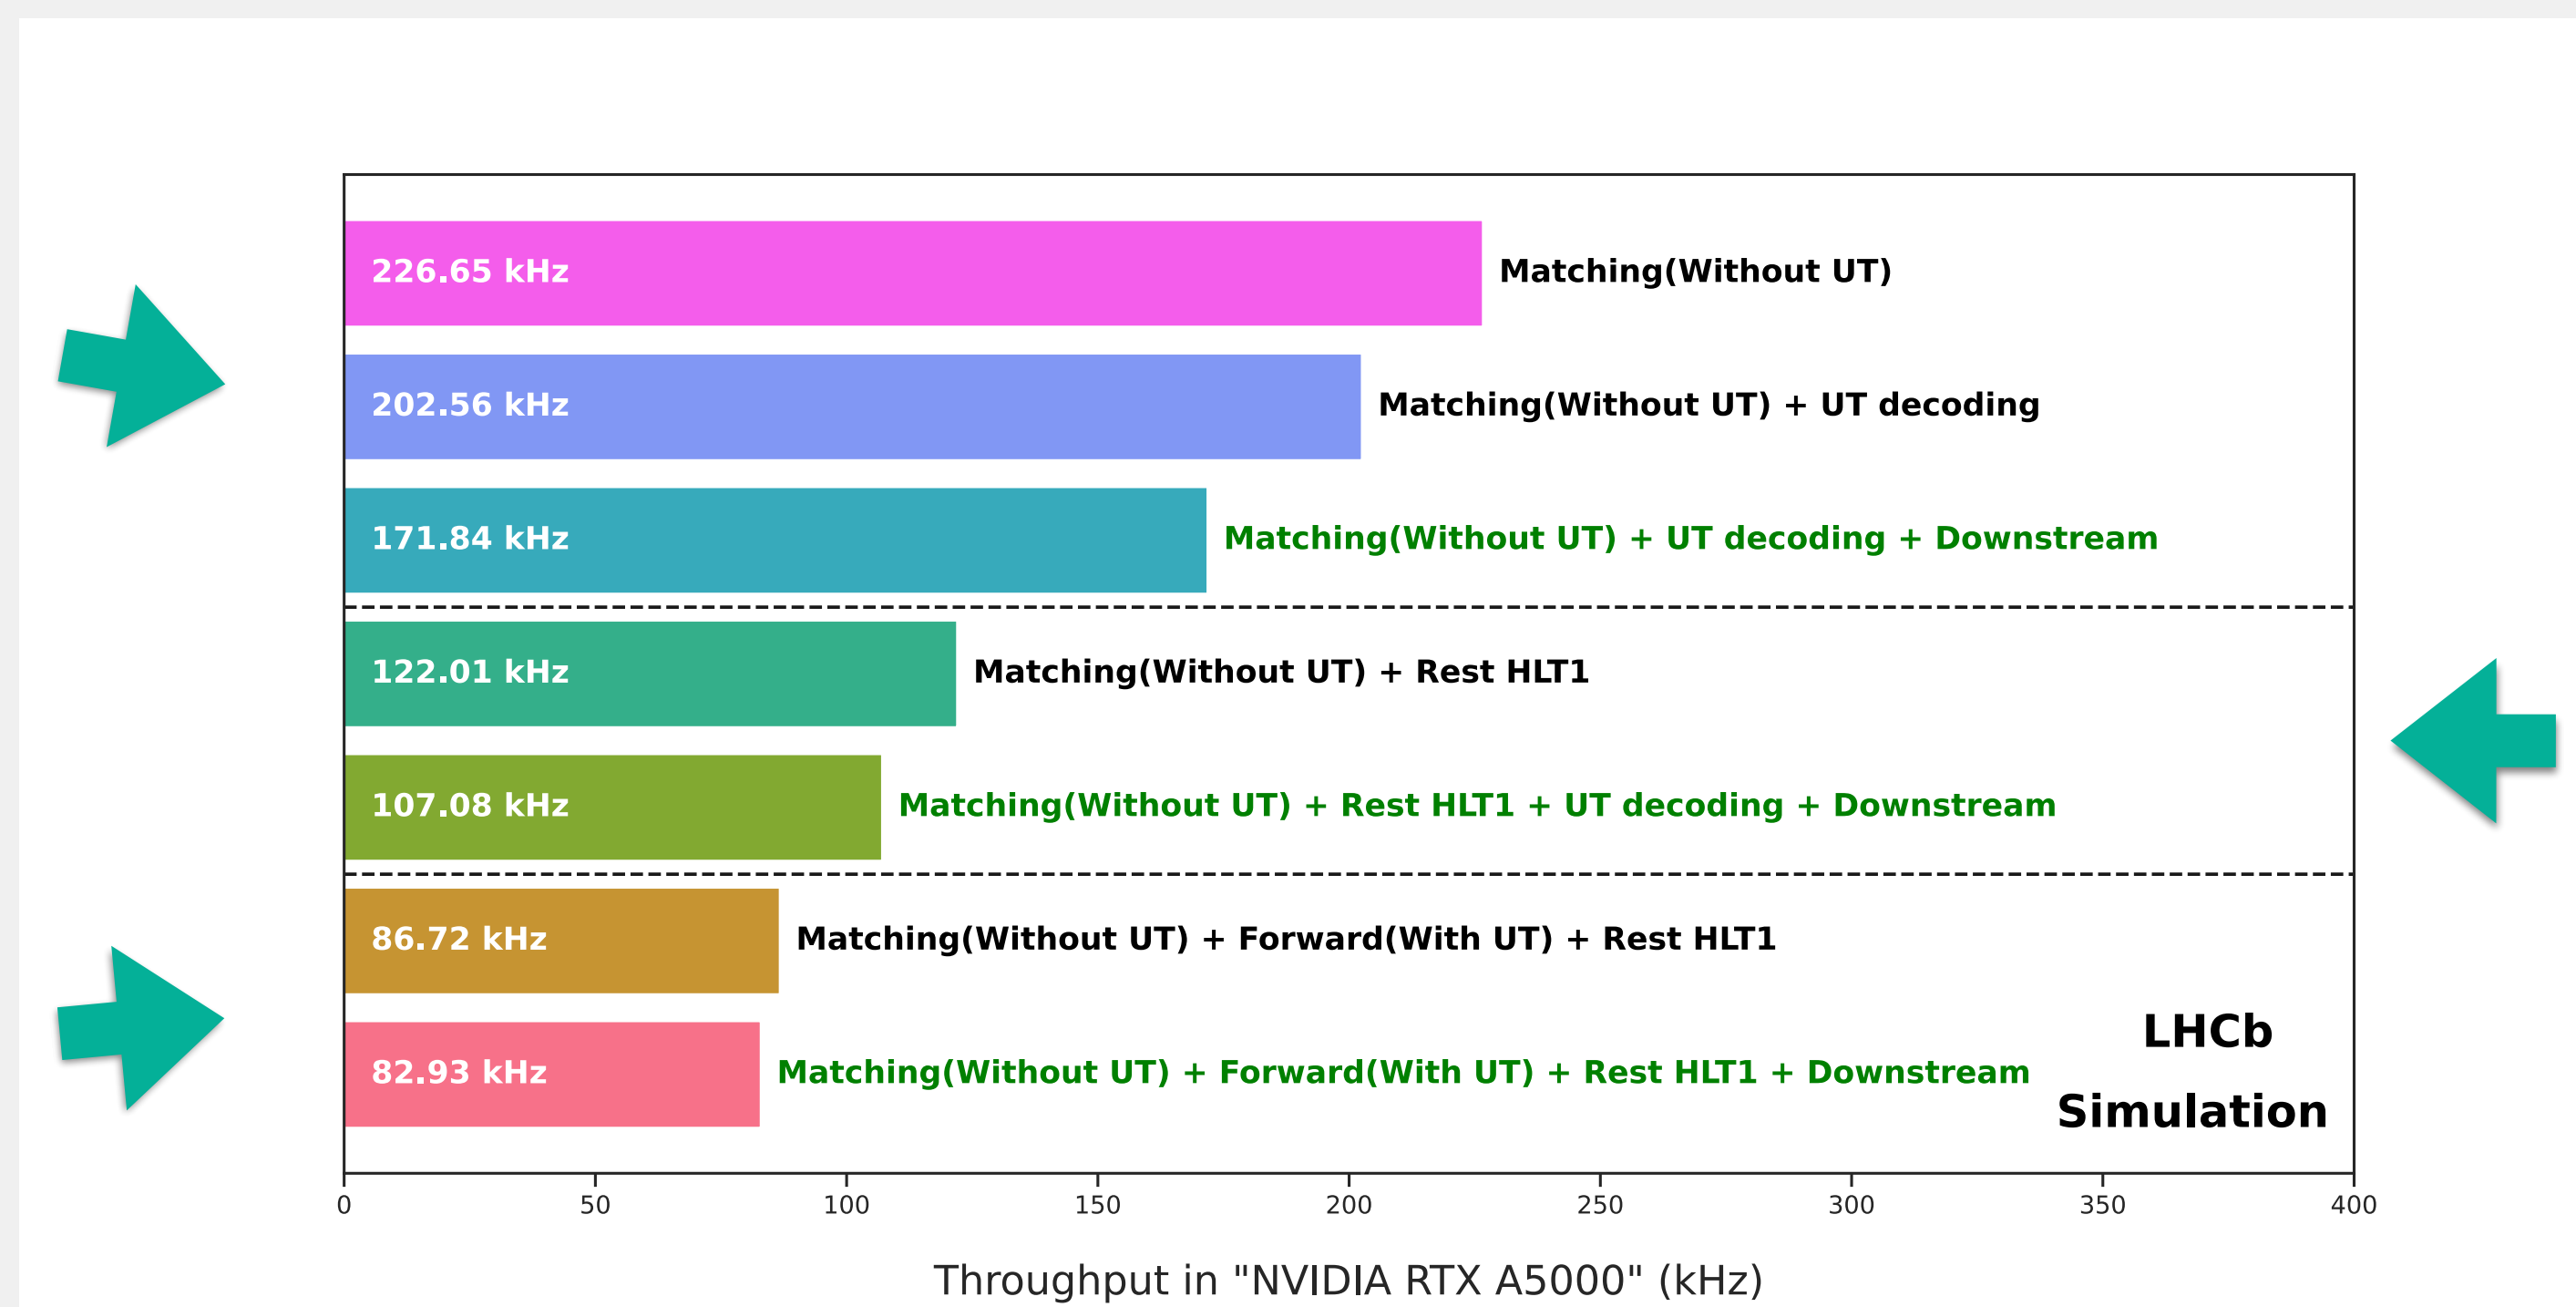 226.65 kHz Matching(Without UT)
202.56 kHz Matching(Without UT) + UT decoding
171.84 kHz Matching(Without UT) + UT decoding + Downstream
122.01 kHz Matching(Without UT) + Rest HLT1
107.08 kHz Matching(Without UT) + Rest HLT1 + UT decoding + Downstream
86.72 kHz Matching(Without UT) + Forward(With UT) + Rest HLT1
82.93 kHz Matching(Without UT) + Forward(With UT) + Rest HLT1 + Downstream
LHCb
Simulation
0 50 100 150 200 250 300 350 400
Throughput in "NVIDIA RTX A5000" (kHz)